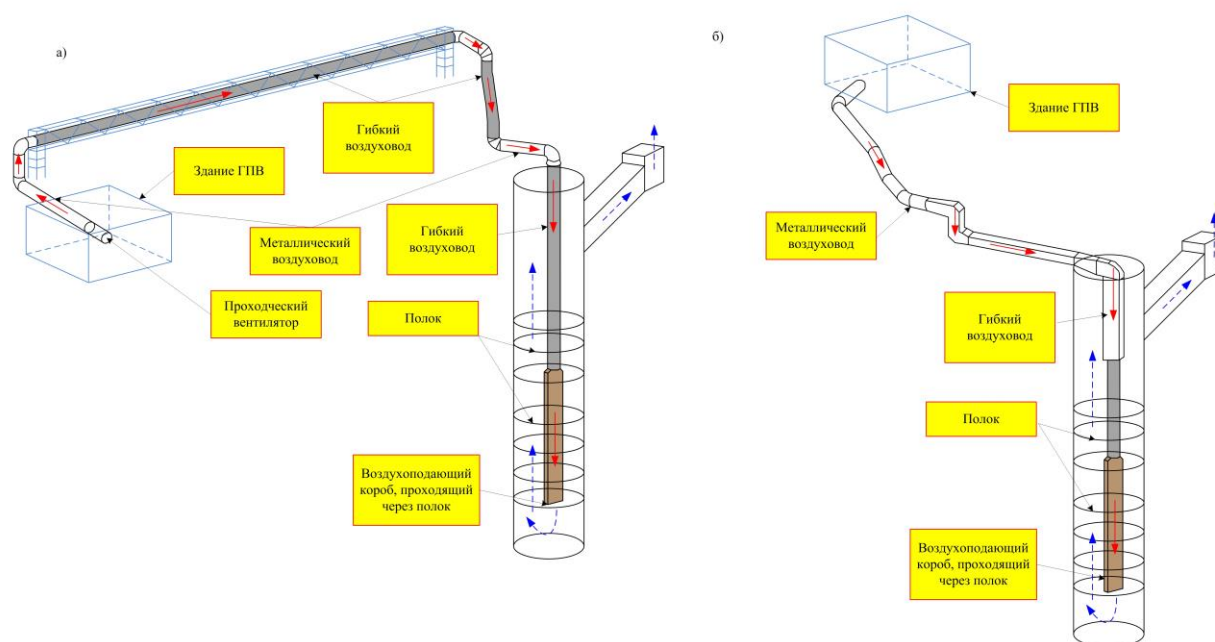 а)
Гибкий
воздуховод
Здание ГПВ
Металлический
воздуховод
Гибкий
воздуховод
Проходческий
вентилятор
Полок
Воздухоподающий
короб, проходящий
через полок
б)
Здание ГПВ
Металлический
воздуховод
Гибкий
воздуховод
Полок
Воздухоподающий
короб, проходящий
через полок